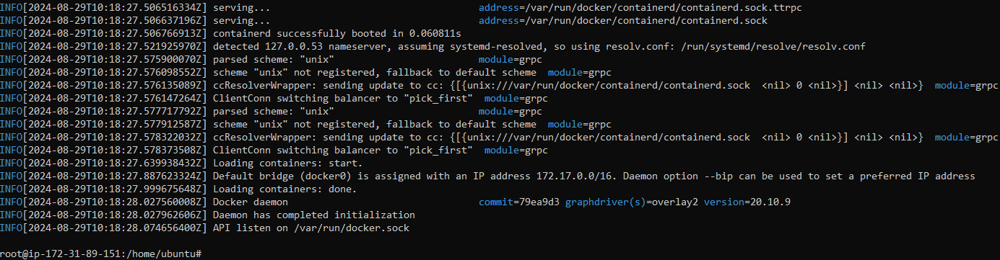 INFO[2024-08-29T10:18:27.506516334Z] serving... address=/var/run/docker/containerd/containerd.sock.ttrpc
INFO[2024-08-29T10:18:27.506637196Z] serving... address=/var/run/docker/containerd/containerd.sock
INFO[2024-08-29T10:18:27.506766913Z] containerd successfully booted in 0.060811s
INFO[2024-08-29T10:18:27.521925970Z] detected 127.0.0.53 nameserver, assuming systemd-resolved, so using resolv.conf: /run/systemd/resolve/resolv.conf
INFO[2024-08-29T10:18:27.575900070Z] parsed scheme: "unix" module=grpc
INFO[2024-08-29T10:18:27.576098552Z] scheme "unix" not registered, fallback to default scheme module=grpc
INFO[2024-08-29T10:18:27.576135089Z] ccResolverWrapper: sending update to cc: {[{unix:///var/run/docker/containerd/containerd.sock <nil> 0 <nil>}] <nil> <nil>} module=grpc
INFO[2024-08-29T10:18:27.576147264Z] ClientConn switching balancer to "pick_first" module=grpc
INFO[2024-08-29T10:18:27.577717792Z] parsed scheme: "unix" module=grpc
INFO[2024-08-29T10:18:27.577912587Z] scheme "unix" not registered, fallback to default scheme module=grpc
INFO[2024-08-29T10:18:27.578322032Z] ccResolverWrapper: sending update to cc: {[{unix:///var/run/docker/containerd/containerd.sock <nil> 0 <nil>}] <nil> <nil>} module=grpc
INFO[2024-08-29T10:18:27.578373508Z] ClientConn switching balancer to "pick_first" module=grpc
INFO[2024-08-29T10:18:27.639938432Z] Loading containers: start.
INFO[2024-08-29T10:18:27.887623324Z] Default bridge (docker0) is assigned with an IP address 172.17.0.0/16. Daemon option --bip can be used to set a preferred IP address
INFO[2024-08-29T10:18:27.999675648Z] Loading containers: done.
INFO[2024-08-29T10:18:28.027560008Z] Docker daemon commit=79ea9d3 graphdriver(s)=overlay2 version=20.10.9
INFO[2024-08-29T10:18:28.027962606Z] Daemon has completed initialization
INFO[2024-08-29T10:18:28.074656400Z] API listen on /var/run/docker.sock
root@ip-172-31-89-151:/home/ubuntu#